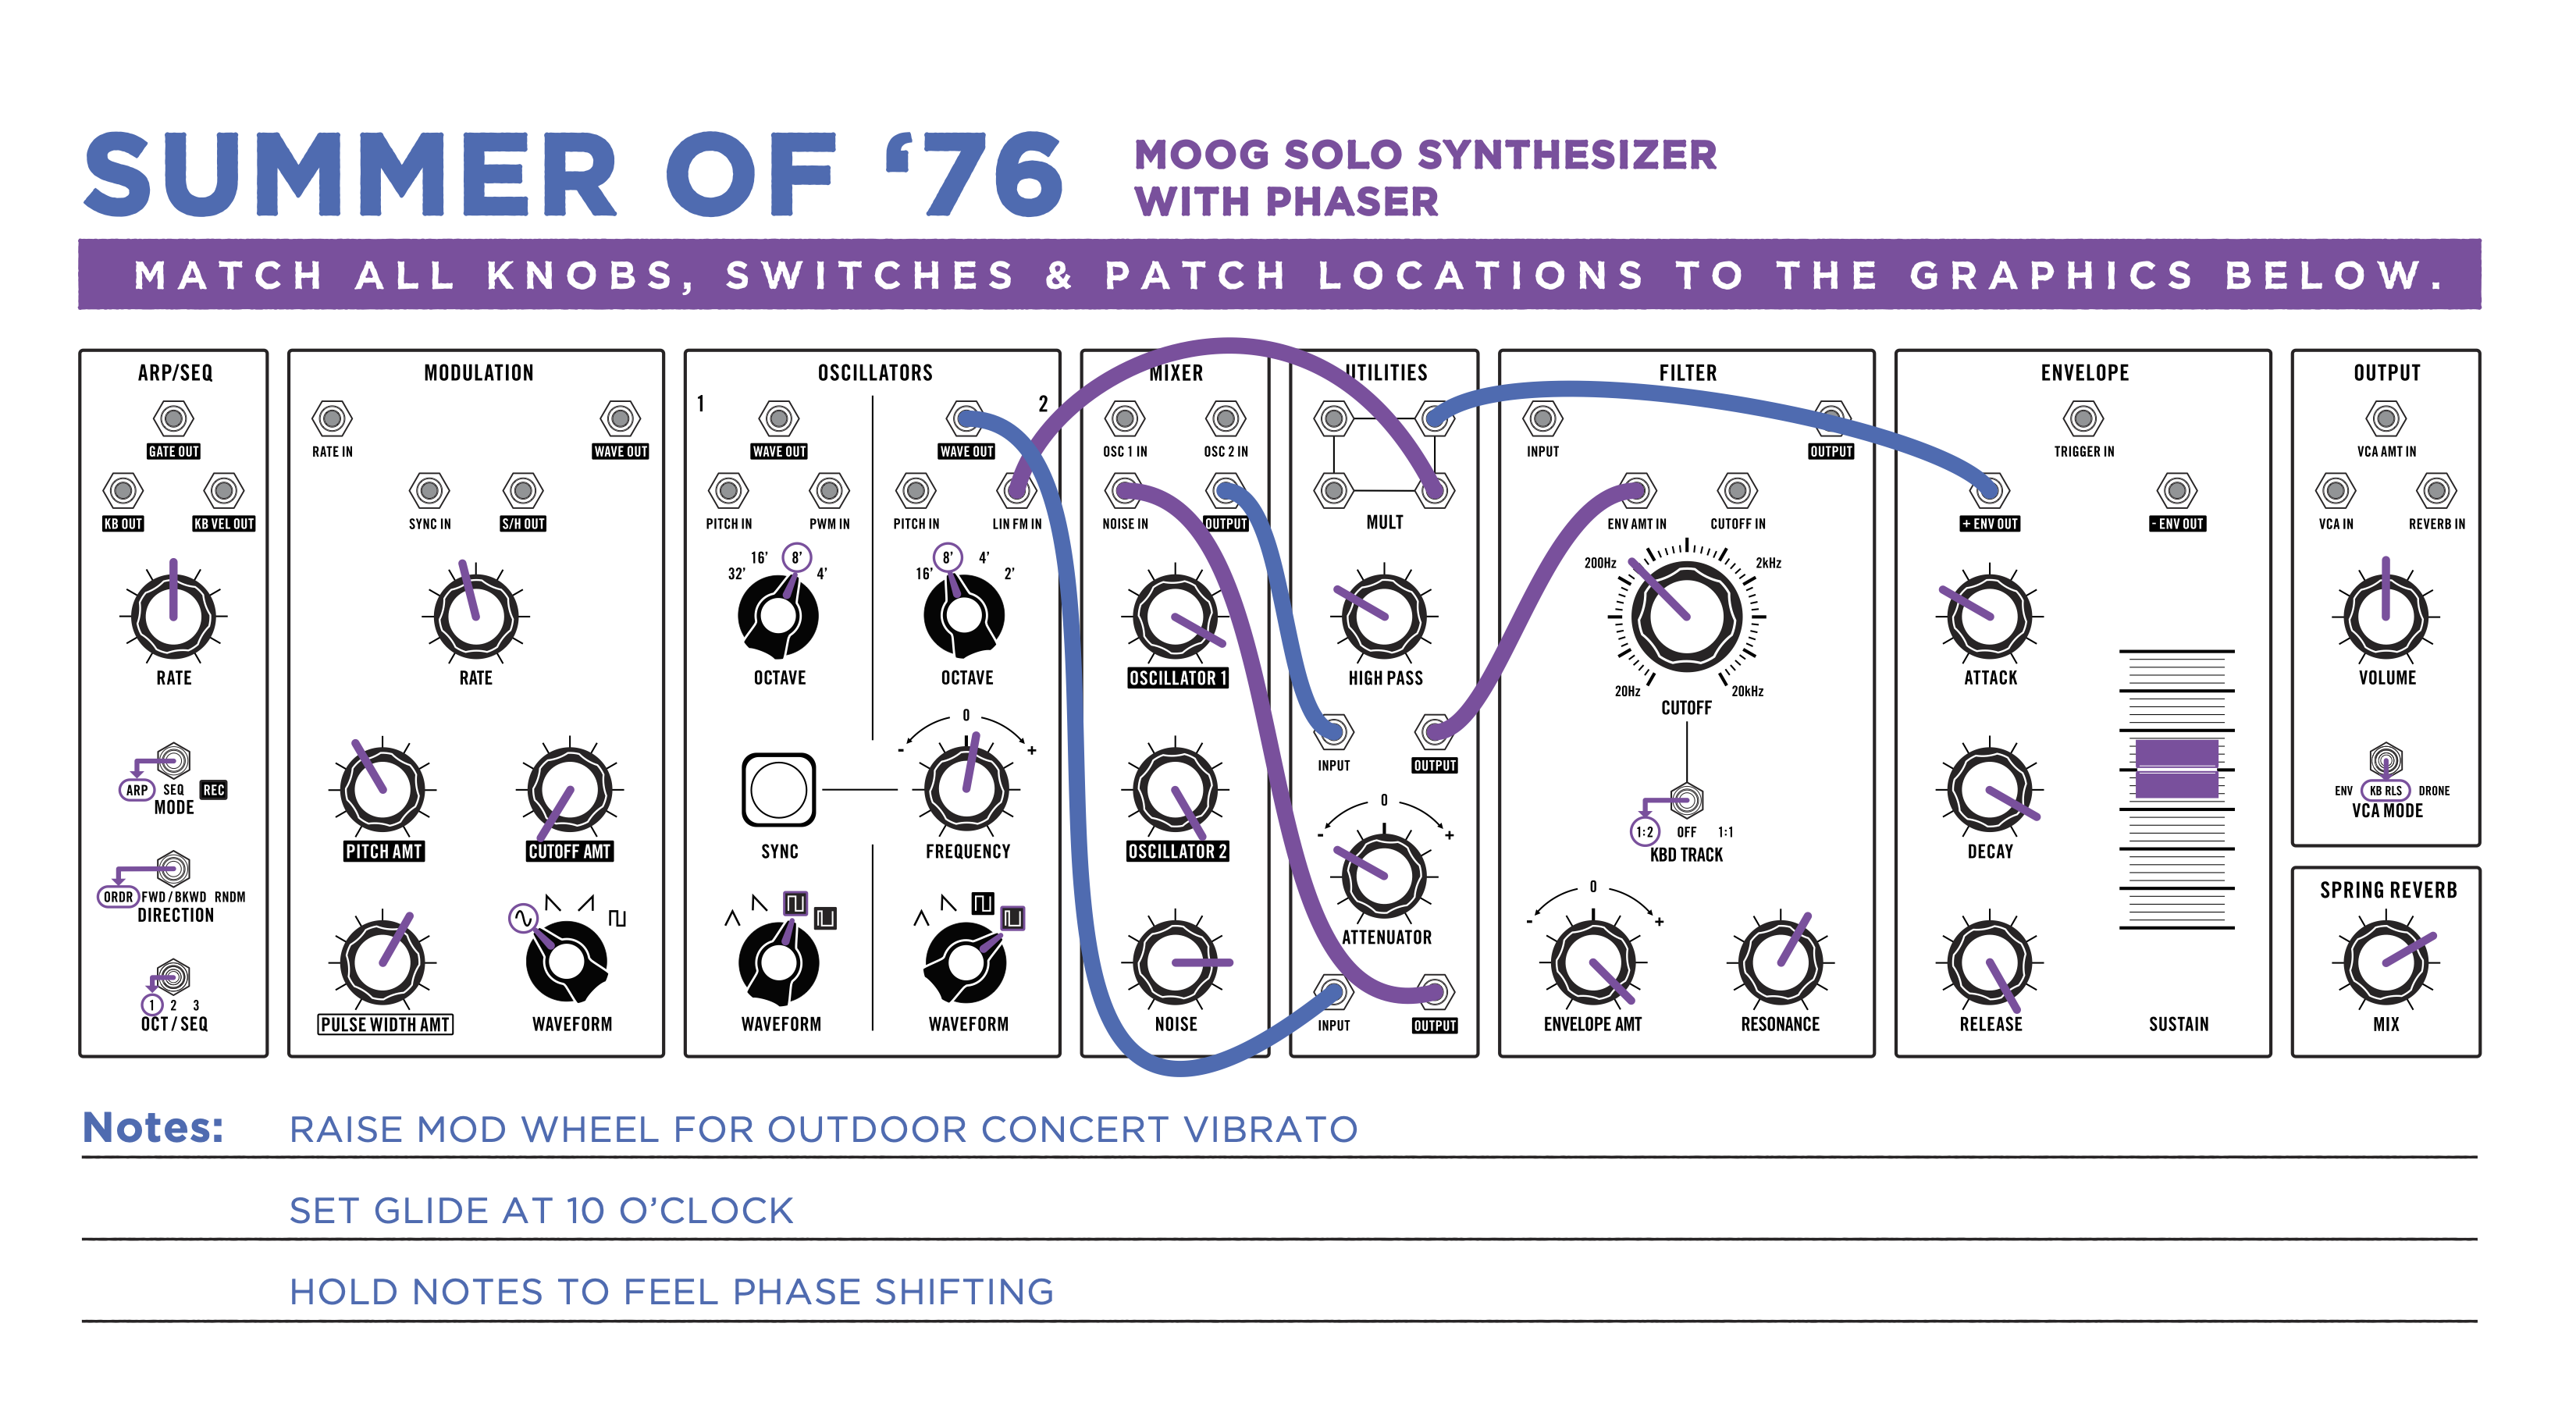 SUMMER OF ‘76
MOOG SOLO SYNTHESIZER
WITH PHASER
MATCH ALL KNOBS, SWITCHES & PATCH LOCATIONS TO THE GRAPHICS BELOW.
ARP/SEQ
GATE OUT
KB OUT KB VEL OUT
RATE
ARP SEQ REC
MODE
ORDR FWD / BKWD RNDM
DIRECTION
1 2 3
OCT / SEQ
MODULATION
RATE IN WAVE OUT
SYNC IN S/H OUT
RATE
PITCH AMT CUTOFF AMT
PULSE WIDTH AMT WAVEFORM
OSCILLATORS
1 2
WAVE OUT WAVE OUT
PITCH IN PWM IN PITCH IN LIN FM IN
32’ 16’ 8’ 4’ 16’ 8’ 4’ 2’
OCTAVE OCTAVE
- 0 +
SYNC FREQUENCY
WAVEFORM WAVEFORM
MIXER
OSC 1 IN OSC 2 IN
NOISE IN OUTPUT
OSCILLATOR 1
OSCILLATOR 2
NOISE
UTILITIES
MULT
HIGH PASS
INPUT OUTPUT
- 0 +
ATTENUATOR
INPUT OUTPUT
FILTER
INPUT OUTPUT
ENV AMT IN CUTOFF IN
200Hz 2kHz
20Hz 20kHz
CUTOFF
1:2 OFF 1:1
KBD TRACK
- 0 +
ENVELOPE AMT RESONANCE
ENVELOPE
TRIGGER IN
+ ENV OUT - ENV OUT
ATTACK
DECAY
RELEASE SUSTAIN
OUTPUT
VCA AMT IN
VCA IN REVERB IN
VOLUME
ENV KB RLS DRONE
VCA MODE
SPRING REVERB
MIX
Notes: RAISE MOD WHEEL FOR OUTDOOR CONCERT VIBRATO
SET GLIDE AT 10 O’CLOCK
HOLD NOTES TO FEEL PHASE SHIFTING